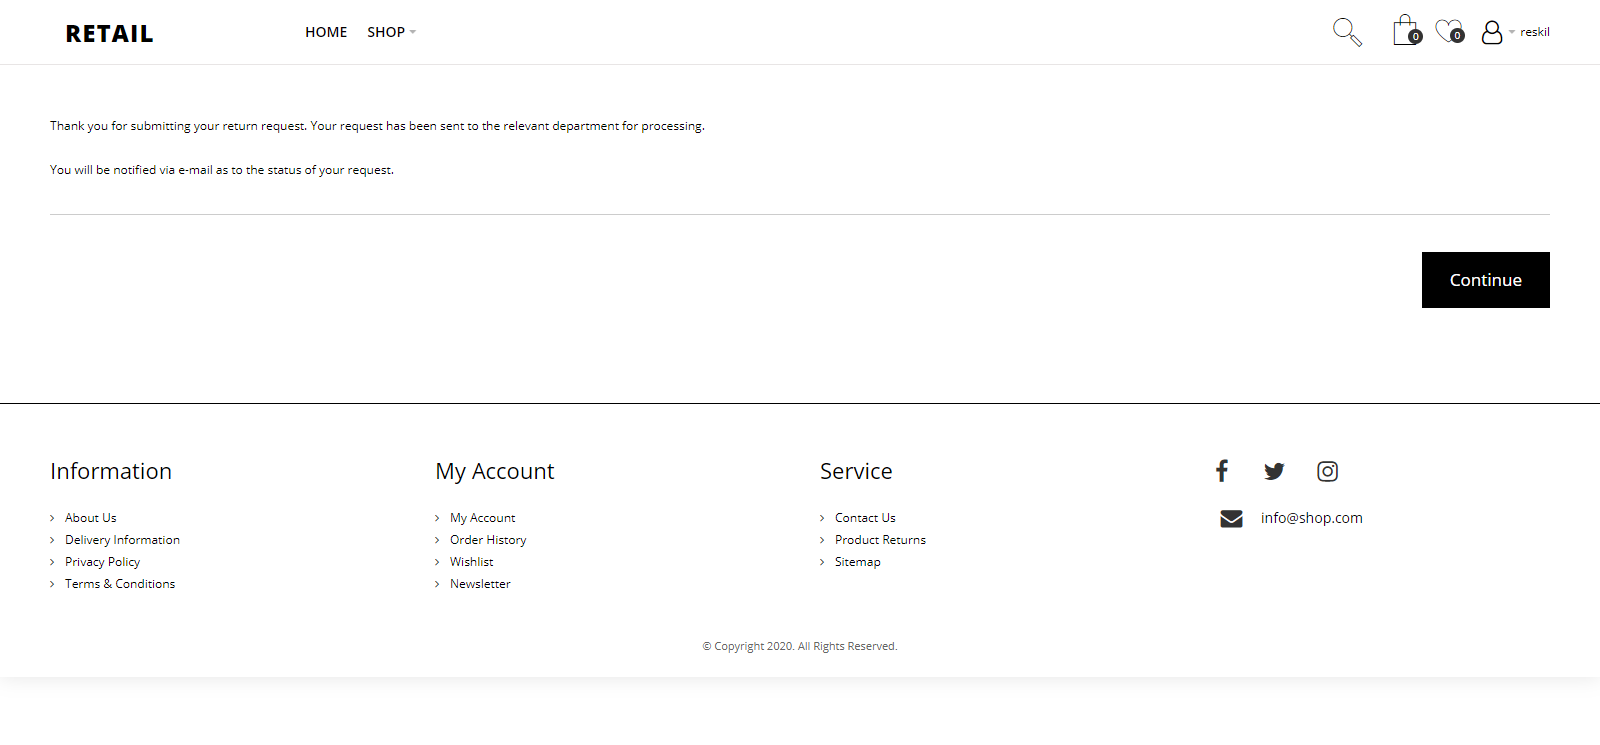 RETAIL
HOME SHOP
0 0 reskil
Thank you for submitting your return request. Your request has been sent to the relevant department for processing.
You will be notified via e-mail as to the status of your request.
Continue
Information
About Us
Delivery Information
Privacy Policy
Terms & Conditions
My Account
My Account
Order History
Wishlist
Newsletter
Service
Contact Us
Product Returns
Sitemap
info@shop.com
© Copyright 2020. All Rights Reserved.